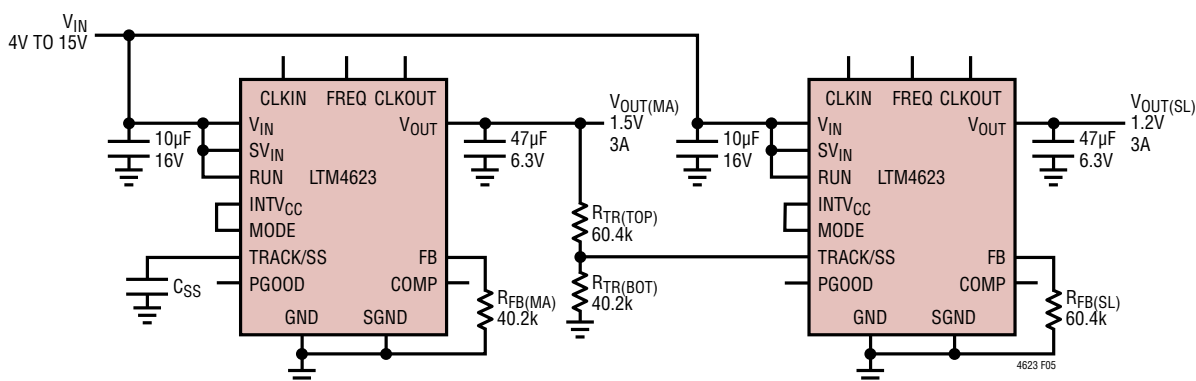 VIN
4V TO 15V
CLKIN FREQ CLKOUT
VIN
VOUT
SVIN
RUN
LTM4623
INTVCC
MODE
TRACK/SS
FB
PGOOD
COMP
GND
SGND
10µF
16V
CSS
47µF
6.3V
VOUT(MA)
1.5V
3A
RTR(TOP)
60.4k
RTR(BOT)
40.2k
RFB(MA)
40.2k
10µF
16V
CLKIN FREQ CLKOUT
VIN
VOUT
SVIN
RUN
LTM4623
INTVCC
MODE
TRACK/SS
FB
PGOOD
COMP
GND
SGND
47µF
6.3V
VOUT(SL)
1.2V
3A
RFB(SL)
60.4k
4623 F05